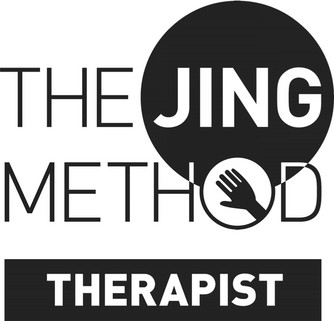 THE JING
METHOD
THERAPIST